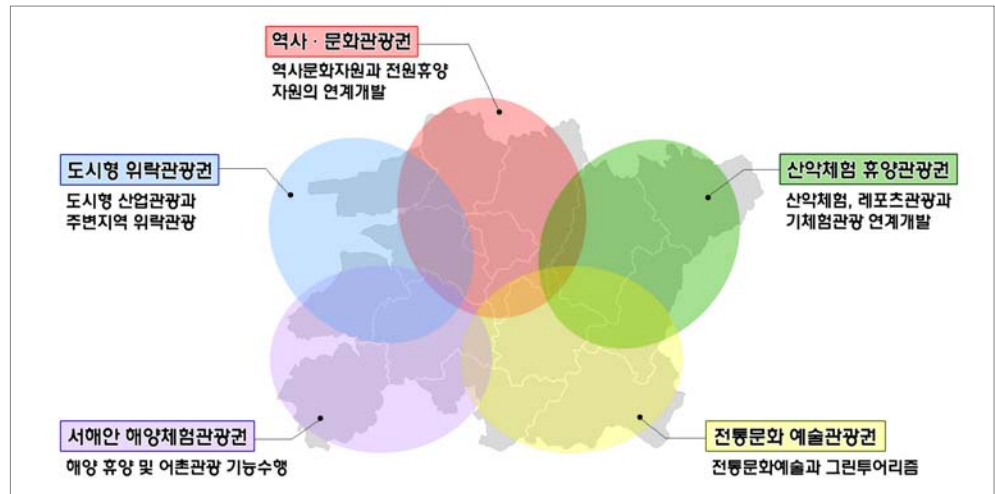 역사 · 문화관광권
역사문화자원과 전원휴양
자원의 연계개발
도시형 위락관광권
도시형 산업관광과
주변지역 위락관광
산악체험 휴양관광권
산악체험, 레포츠관광과
기체험관광 연계개발
서해안 해양체험관광권
해양 휴양 및 어촌관광 기능수행
전통문화 예술관광권
전통문화예술과 그린투어리즘